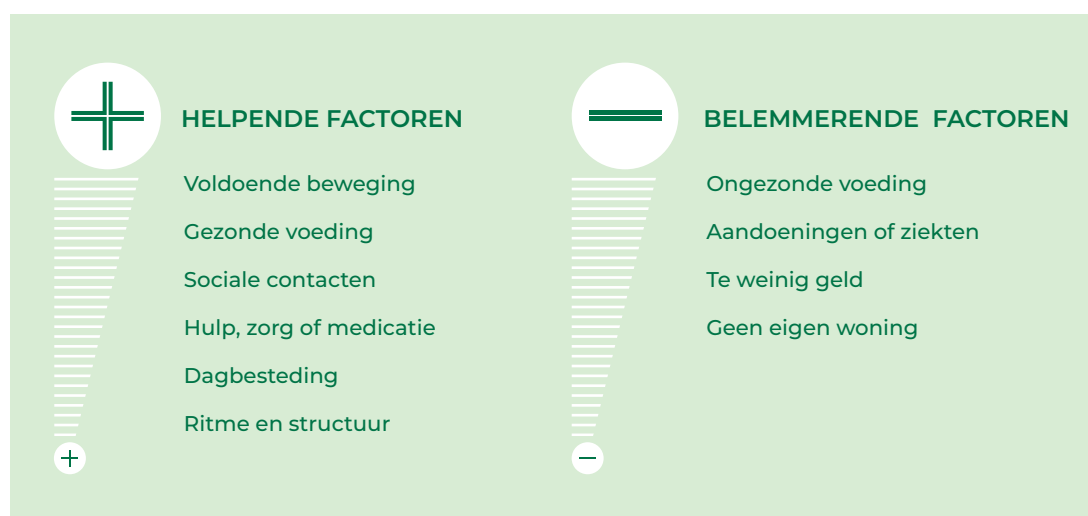 HELPENDE FACTOREN
Voldoende beweging
Gezonde voeding
Sociale contacten
Hulp, zorg of medicatie
Dagbesteding
Ritme en structuur
BELEMMERENDE FACTOREN
Ongezonde voeding
Aandoeningen of ziekten
Te weinig geld
Geen eigen woning